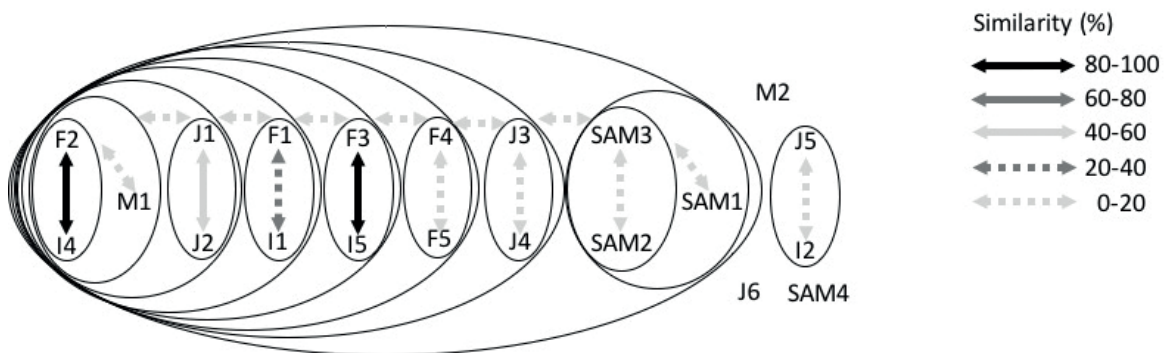 Similarity (%)
80-100
60-80
40-60
20-40
0-20
M2
F2
J1
F1
F3
F4
J3
SAM3
J5
M1
SAM1
I4
J2
I1
I5
F5
J4
SAM2
I2
J6
SAM4